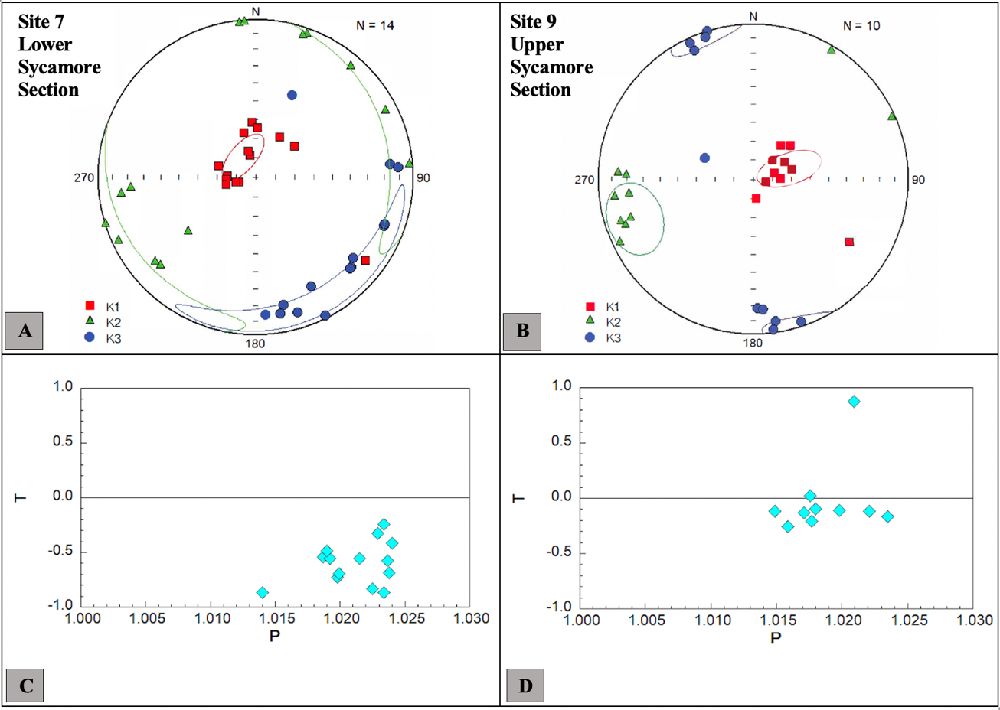 Site 7
Lower
Sycamore
Section
N
N = 14
270
90
180
K1
K2
K3
A
Site 9
Upper
Sycamore
Section
N
N = 10
270
90
180
K1
K2
K3
B
1.0
0.5
0.0
-0.5
-1.0
T
1.000 1.005 1.010 1.015 1.020 1.025 1.030
P
C
1.0
0.5
0.0
-0.5
-1.0
T
1.000 1.005 1.010 1.015 1.020 1.025 1.030
P
D